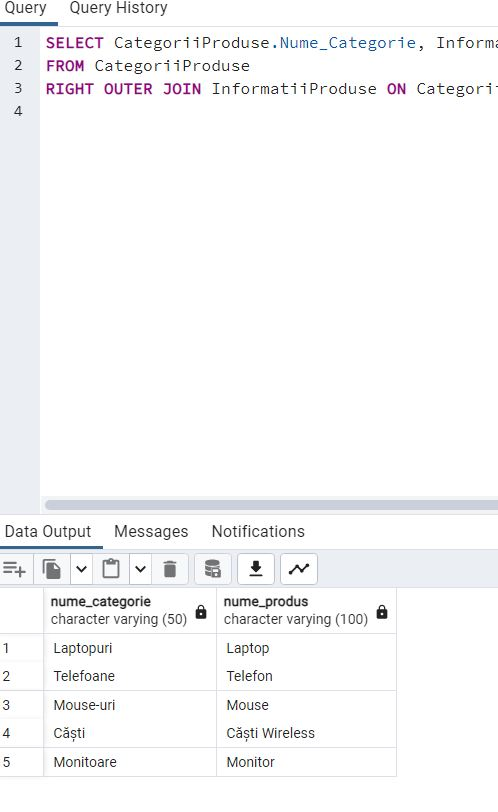 Query Query History
1 SELECT CategoriiProduse.Nume_Categorie, Informa
2 FROM CategoriiProduse
3 RIGHT OUTER JOIN InformatiiProduse ON Categorii
4
Data Output Messages Notifications
nume_categorie nume_produs
character varying (50) character varying (100)
1 Laptopuri Laptop
2 Telefoane Telefon
3 Mouse-uri Mouse
4 Căști Căști Wireless
5 Monitoare Monitor